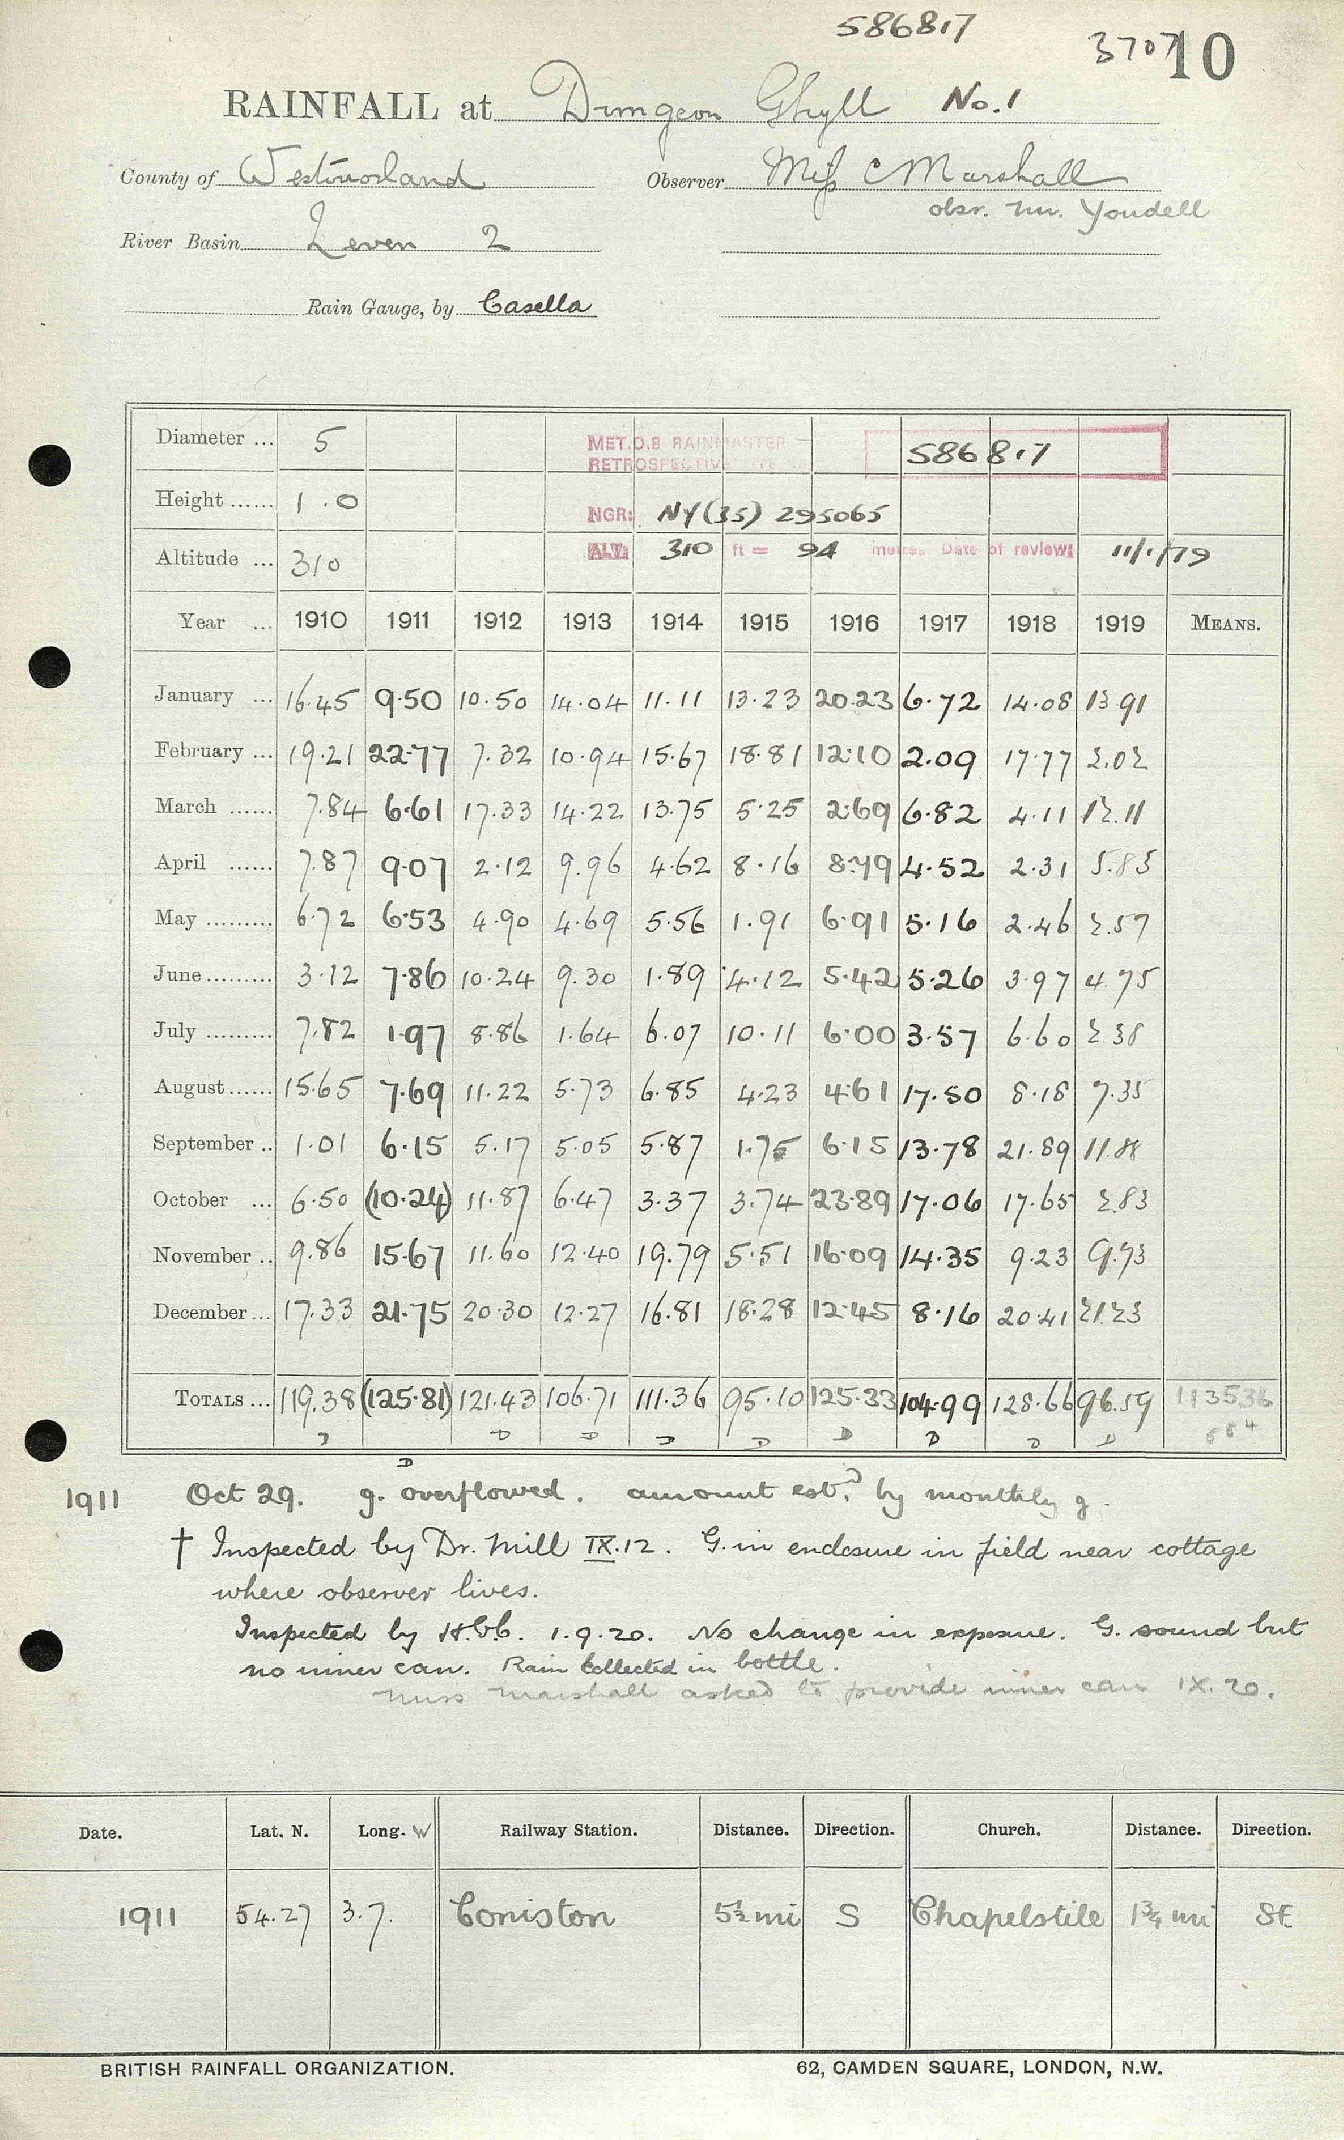 586817
3707 10
RAINFALL at Dungeon Ghyll No. 1
County of Westmorland Observer Miss C Marshall
obsr. Mr. Youdell
River Basin Leven 2
Rain Gauge, by Casella
Diameter ... 5 MET.O.8 RAINMASTER 5868.17
RETROSPECTIVE
Height ...... 1.0 NGR: NY (35) 295065
Altitude ... 310 ALT: 310 ft = 94 metres Date of review: 11/1/79
Year ... 1910 1911 1912 1913 1914 1915 1916 1917 1918 1919 MEANS.
January ... 16.45 9.50 10.50 14.04 11.11 13.23 20.23 6.72 14.08 13.91
February ... 19.21 22.77 7.32 10.94 15.67 18.81 12.10 2.09 17.77 2.02
March ...... 7.84 6.61 17.33 14.22 13.75 5.25 2.69 6.82 4.11 12.11
April ...... 7.87 9.07 2.12 9.96 4.62 8.16 8.79 4.52 2.31 5.85
May ......... 6.72 6.53 4.90 4.69 5.56 1.91 6.91 5.16 2.46 2.57
June ......... 3.12 7.86 10.24 9.30 1.89 4.12 5.42 5.26 3.97 4.75
July ......... 7.82 1.97 8.86 1.64 6.07 10.11 6.00 3.57 6.60 2.38
August ...... 15.65 7.69 11.22 5.73 6.85 4.23 4.61 17.50 8.18 7.35
September .. 1.01 6.15 5.17 5.05 5.87 1.75 6.15 13.78 21.89 11.88
October ... 6.50 (10.24) 11.87 6.47 3.37 3.74 23.89 17.06 17.65 2.83
November .. 9.86 15.67 11.60 12.40 19.79 5.51 16.09 14.35 9.23 9.73
December ... 17.33 21.75 20.30 12.27 16.81 18.28 12.45 8.16 20.41 21.23
TOTALS ... 119.38 (125.81) 121.43 106.71 111.36 95.10 125.33 104.99 128.66 96.59 113536
D D D D D D D D D D
1911 Oct 29. g. overflowed. amount estd. by monthly g.
† Inspected by Dr. Mill IX.12. G. in enclosure in field near cottage
where observer lives.
Inspected by 1.9.20. No change in exposure. G. sound but
no inner can. Rain collected in bottle.
Miss Marshall asked to provide inner can IX.20.
Date. Lat. N. Long. W Railway Station. Distance. Direction. Church. Distance. Direction.
1911 54.27 3.7. Coniston 5½ mi S Chapelstile 1¾ mi SE
BRITISH RAINFALL ORGANIZATION. 62, CAMDEN SQUARE, LONDON, N.W.